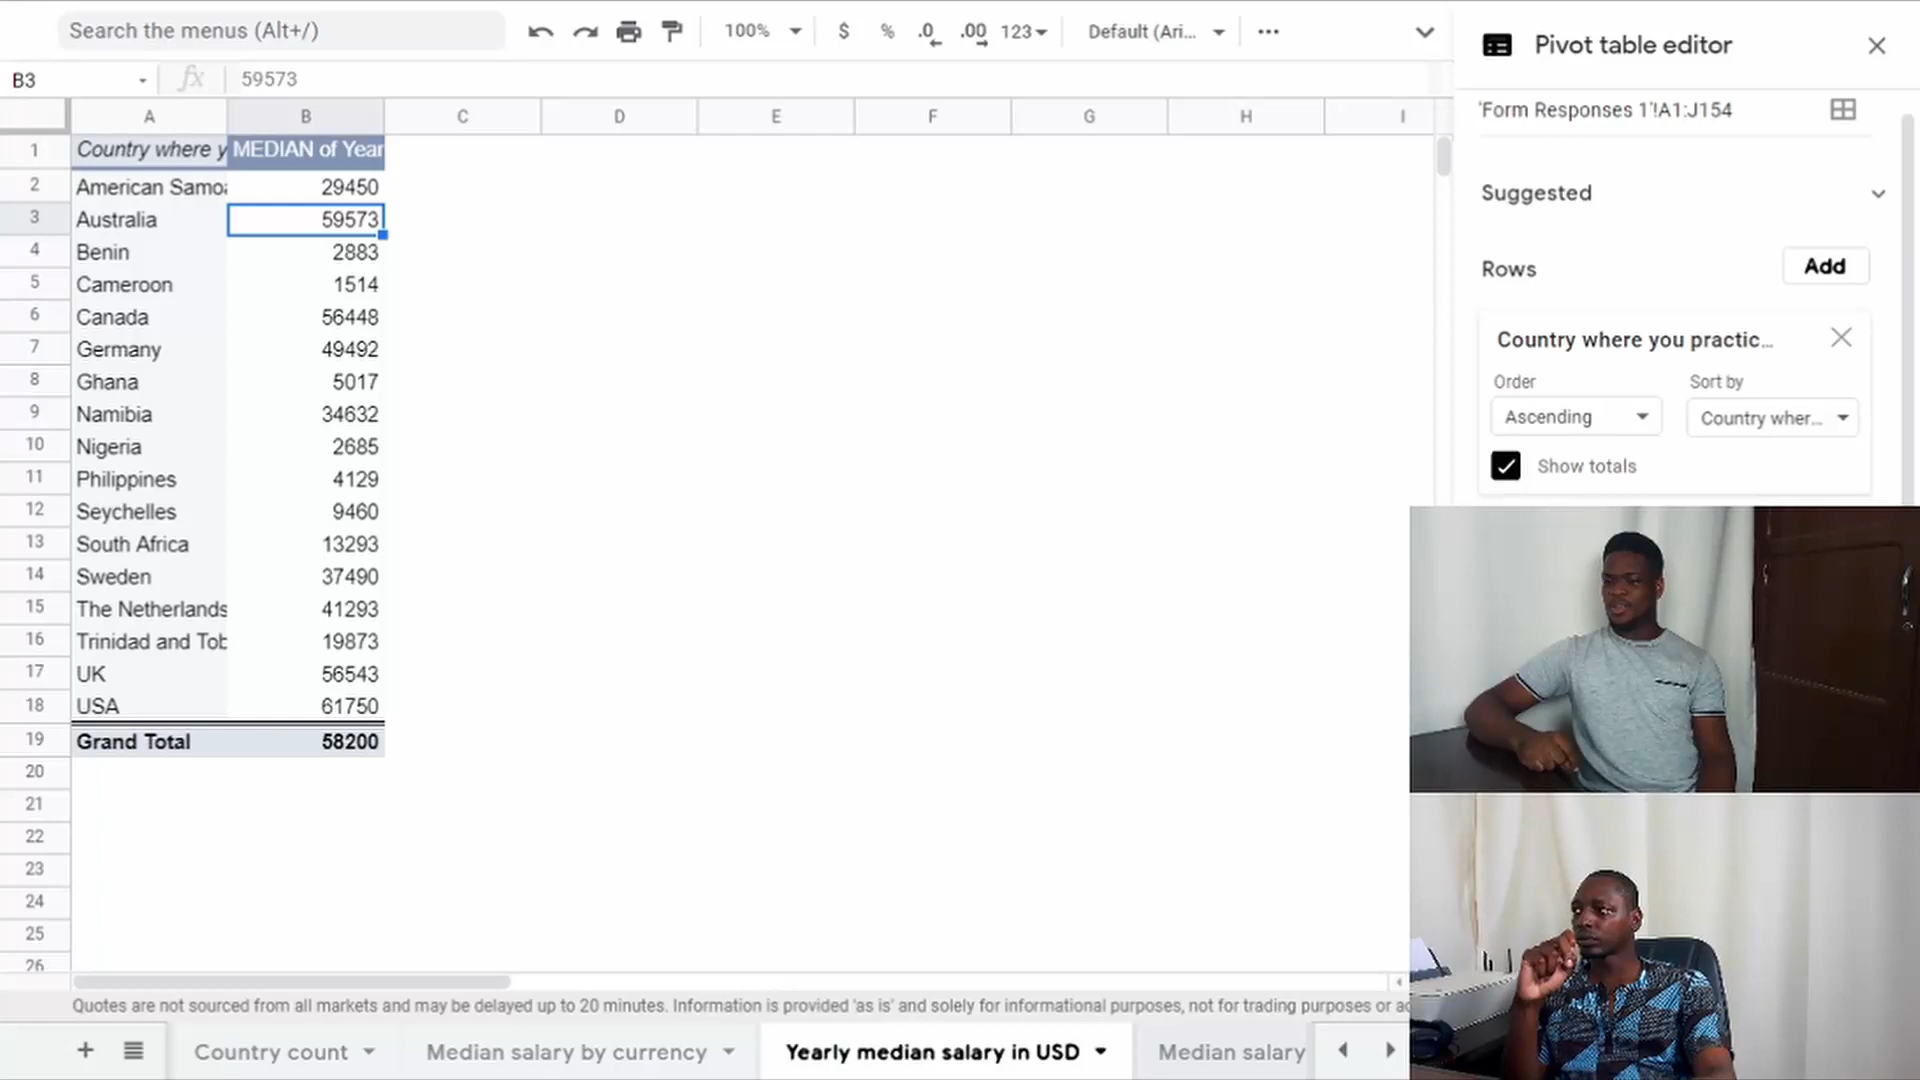 Search the menus (Alt+/)
100%
$ % .0 .00 123
Default (Ari...
Pivot table editor
B3
fx 59573
'Form Responses 1'!A1:J154
A B C D E F G H I
1 Country where y MEDIAN of Year
2 American Samoa 29450
3 Australia 59573
4 Benin 2883
5 Cameroon 1514
6 Canada 56448
7 Germany 49492
8 Ghana 5017
9 Namibia 34632
10 Nigeria 2685
11 Philippines 4129
12 Seychelles 9460
13 South Africa 13293
14 Sweden 37490
15 The Netherlands 41293
16 Trinidad and Tob 19873
17 UK 56543
18 USA 61750
19 Grand Total 58200
20
21
22
23
24
25
26
Suggested
Rows
Add
Country where you practic...
Order Sort by
Ascending Country wher...
Show totals
Quotes are not sourced from all markets and may be delayed up to 20 minutes. Information is provided 'as is' and solely for informational purposes, not for trading purposes or
+ Country count Median salary by currency Yearly median salary in USD Median salary